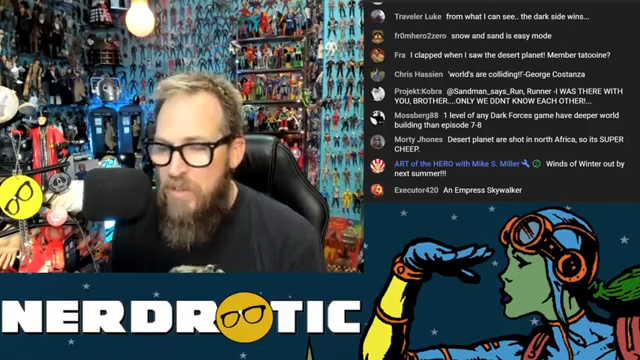 Traveler Luke from what I can see.. the dark side wins...
fr0mhero2zero snow and sand is easy mode
Fra I clapped when I saw the desert planet! Member tatooine?
Chris Hassien 'world's are colliding!!'-George Costanza
Projekt:Kobra @Sandman_says_Run, Runner -I WAS THERE WITH
YOU, BROTHER....ONLY WE DDNT KNOW EACH OTHER!...
Mossberg88 1 level of any Dark Forces game have deeper world
building than episode 7-8
Morty Jhones Desert planet are shot in north Africa, so its SUPER
CHEEP.
ART of the HERO with Mike S. Miller Winds of Winter out by
next summer!!!
Executor420 An Empress Skywalker
NERDROTIC